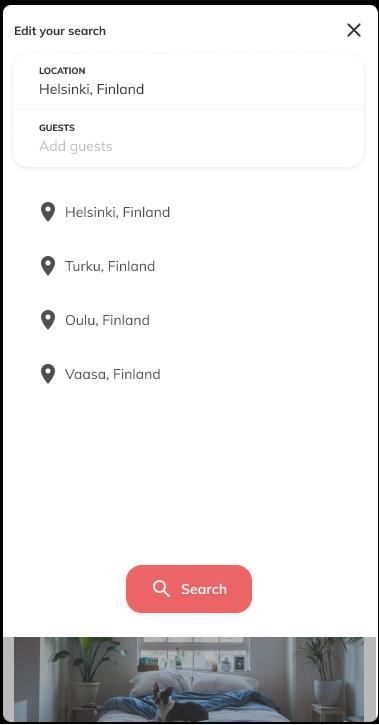 Edit your search
LOCATION
Helsinki, Finland
GUESTS
Add guests
Helsinki, Finland
Turku, Finland
Oulu, Finland
Vaasa, Finland
Search